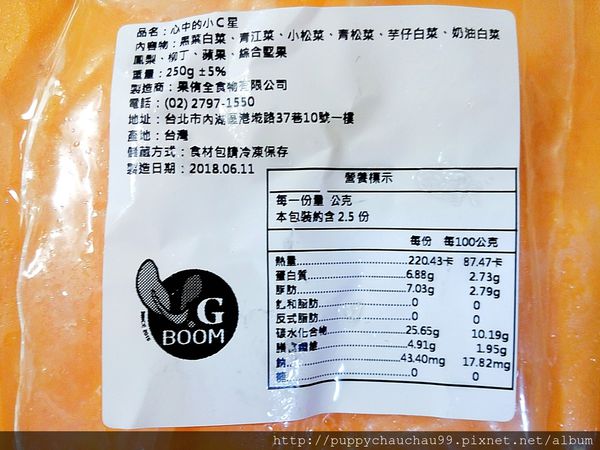 品名：心中的小C星
內容物：黑葉白菜、青江菜、小松菜、青松菜、芋仔白菜、奶油白菜
鳳梨、柳丁、蘋果、綜合堅果
重量：250g ±5%
製造商：果侑全食物有限公司
電話：(02) 2797-1550
地址：台北市內湖區港墘路37巷10號一樓
產地：台灣
儲藏方式：食材包請冷凍保存
製造日期：2018.06.11
營養標示
每一份量 公克
本包裝約含 2.5 份
每份 每100公克
熱量 220.43卡 87.47卡
蛋白質 6.88g 2.73g
脂肪 7.03g 2.79g
飽和脂肪 0 0
反式脂肪 0 0
碳水化合物 25.65g 10.19g
膳食纖維 4.91g 1.95g
鈉 43.40mg 17.82mg
糖 0 0
G
BOOM
SINCE 2016
http://puppychauchau99.pixnet.net/album